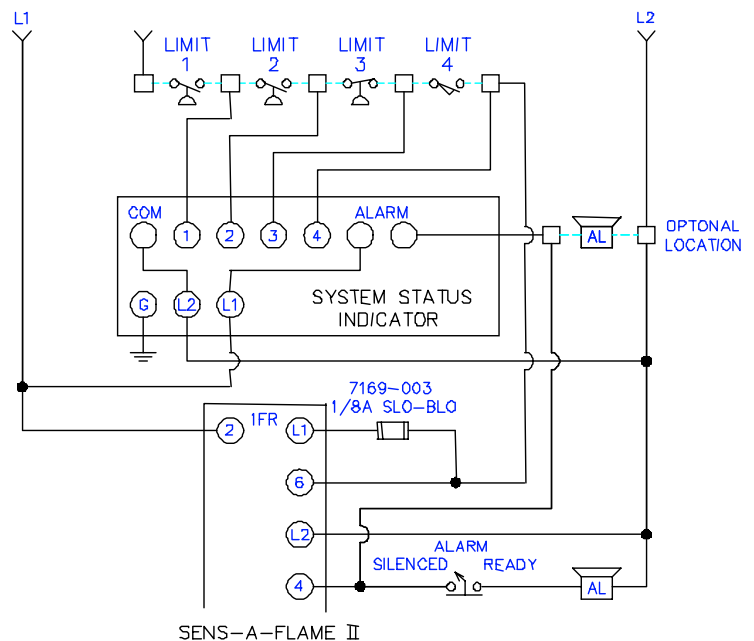 L1
L2
LIMIT
1
LIMIT
2
LIMIT
3
LIMIT
4
COM
ALARM
1
2
3
4
AL
OPTONAL
LOCATION
G
L2
L1
SYSTEM STATUS
INDICATOR
7169-003
1/8A SLO-BLO
2
1FR
L1
6
L2
ALARM
SILENCED
READY
4
AL
SENS-A-FLAME II